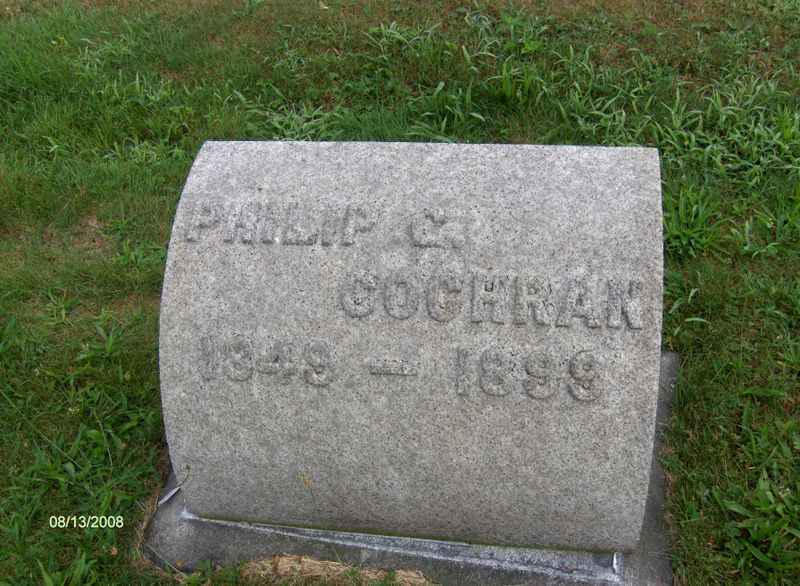 PHILIP C.
COCHRAN
1849 — 1899
08/13/2008